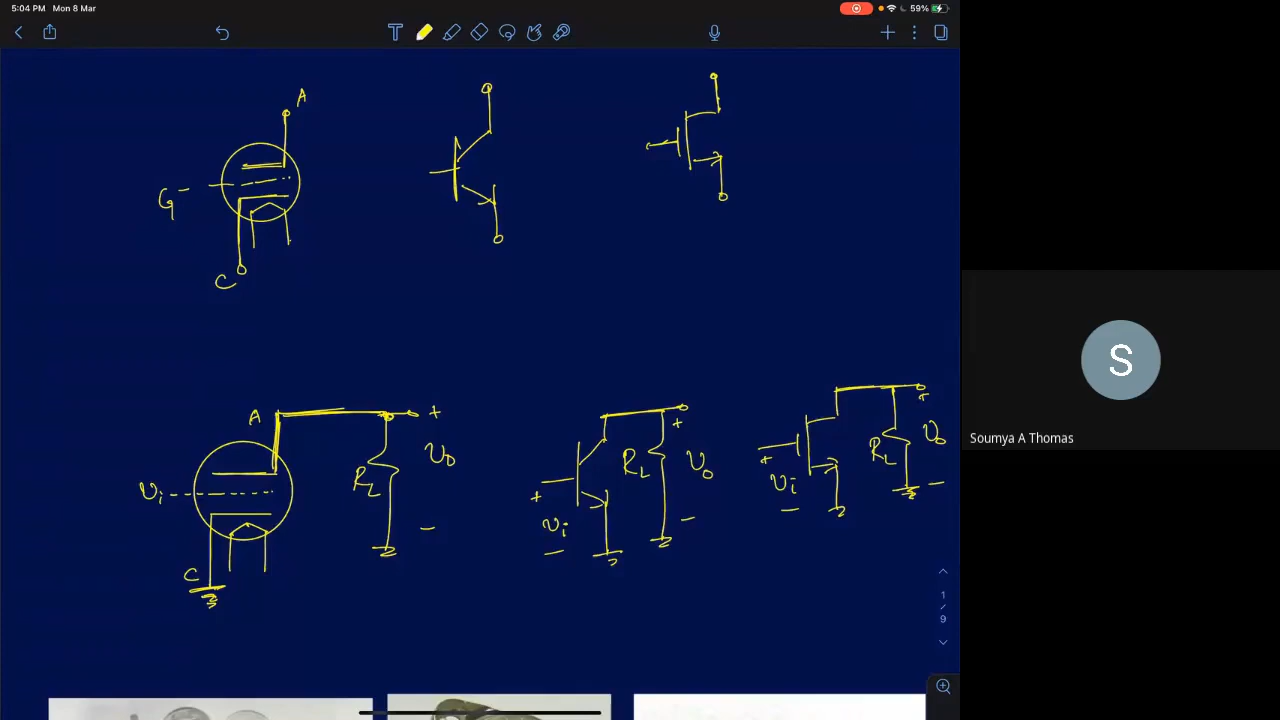 5:04 PM Mon 8 Mar
59%
T
A
G
C
A
+
Vi
RL
Vo
−
C
+
RL
Vo
+
Vi
−
−
+
RL
Vo
+
Vi
−
−
S
Soumya A Thomas
1
/
9